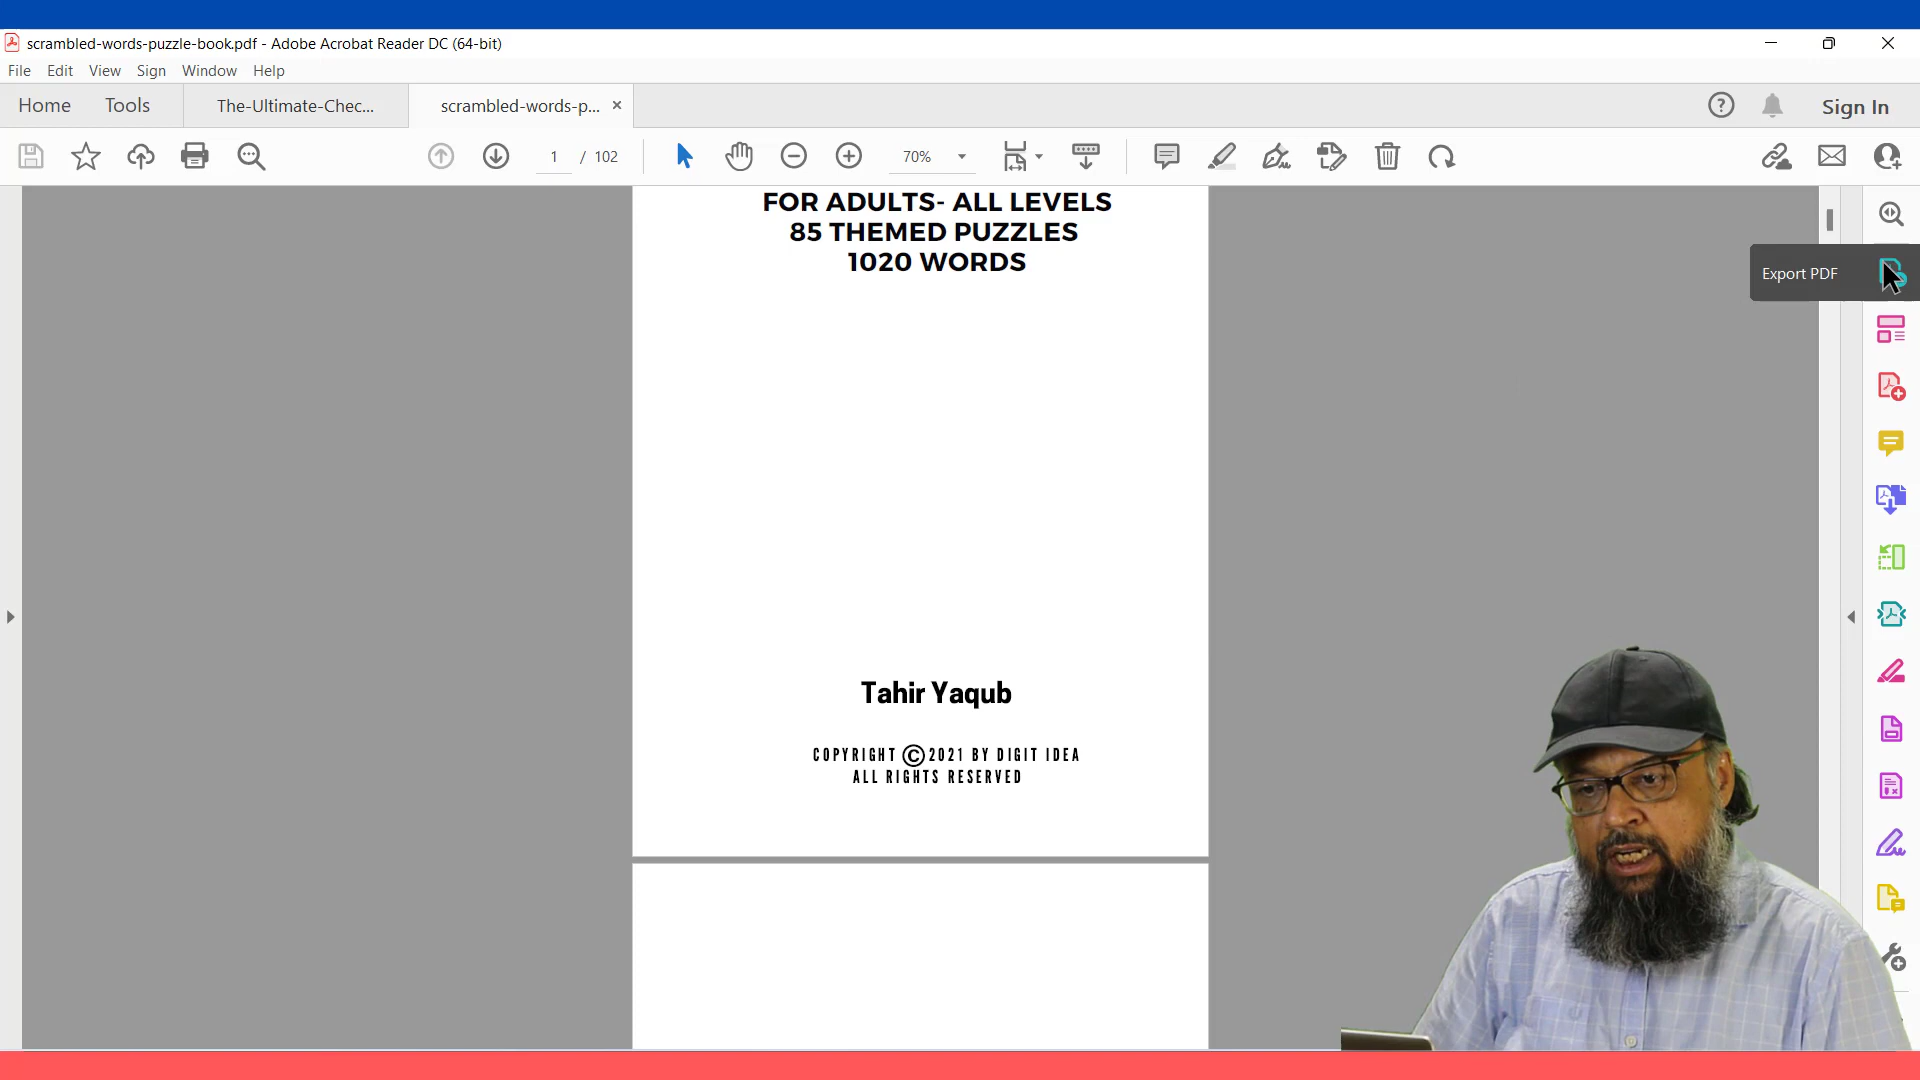 scrambled-words-puzzle-book.pdf - Adobe Acrobat Reader DC (64-bit)
File Edit View Sign Window Help
Home Tools The-Ultimate-Chec... scrambled-words-p... × ? Sign In
1 / 102 70%
FOR ADULTS- ALL LEVELS
85 THEMED PUZZLES
1020 WORDS
Export PDF
Tahir Yaqub
COPYRIGHT ©2021 BY DIGIT IDEA
ALL RIGHTS RESERVED